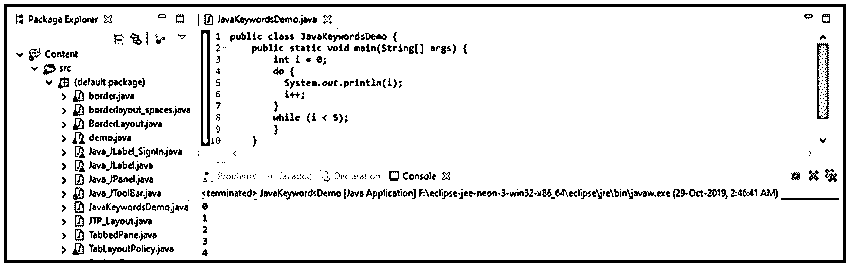 Package Explorer
Content
src
(default package)
border.java
borderlayout_spaces.java
BorderLayout.java
demo.java
Java_JLabel_SignIn.java
Java_JLabel.java
Java_JPanel.java
Java_JToolBar.java
JavaKeywordsDemo.java
JTP_Layout.java
TabbedPane.java
TabLayoutPolicy.java
JavaKeywordsDemo.java
1 public class JavaKeywordsDemo {
2 public static void main(String[] args) {
3 int i = 0;
4 do {
5 System.out.println(i);
6 i++;
7 }
8 while (i < 5);
9 }
10 }
Problems Javadoc Declaration Console
<terminated> JavaKeywordsDemo [Java Application] F:\eclipse-jee-neon-3-win32-x86_64\eclipse\jre\bin\javaw.exe (29-Oct-2019, 2:46:41 AM)
0
1
2
3
4